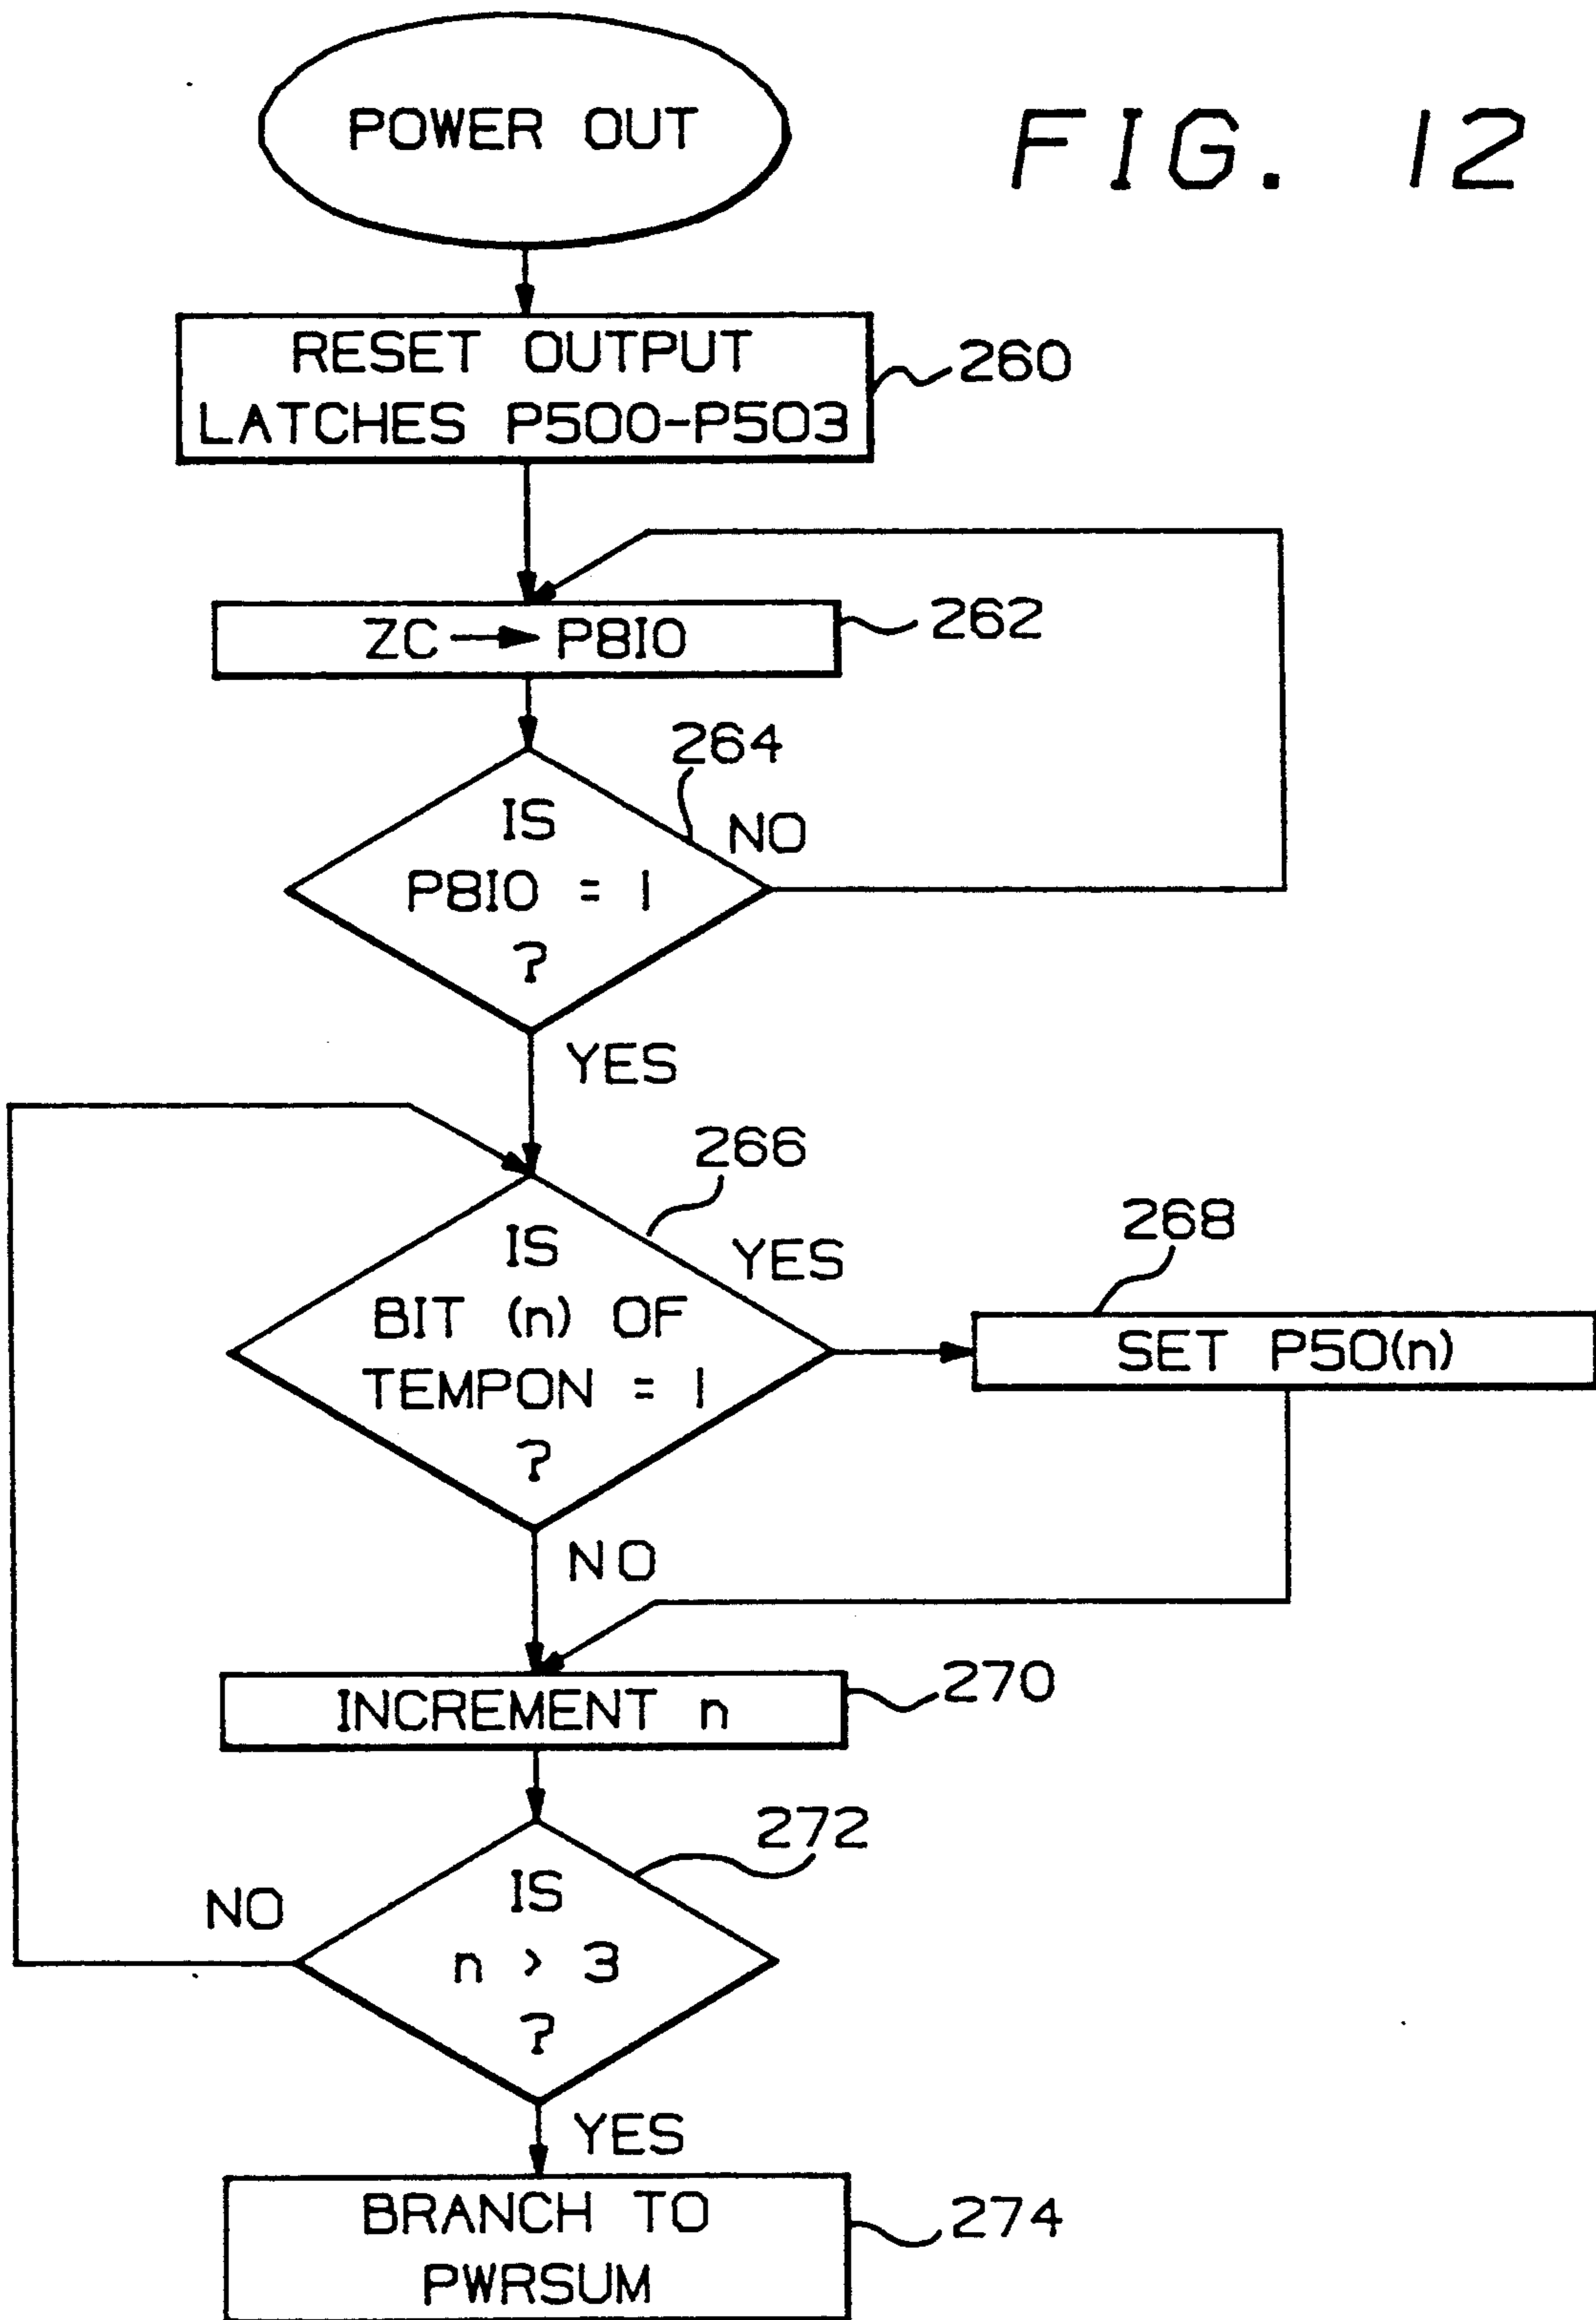 POWER OUT
FIG. 12
RESET OUTPUT
LATCHES P500-P503
260
ZC → P8IO
262
264
IS
P8IO = 1
?
NO
YES
266
IS
BIT (n) OF
TEMPON = 1
?
YES
268
SET P50(n)
NO
INCREMENT n
270
272
IS
n > 3
?
NO
YES
BRANCH TO
PWRSUM
274